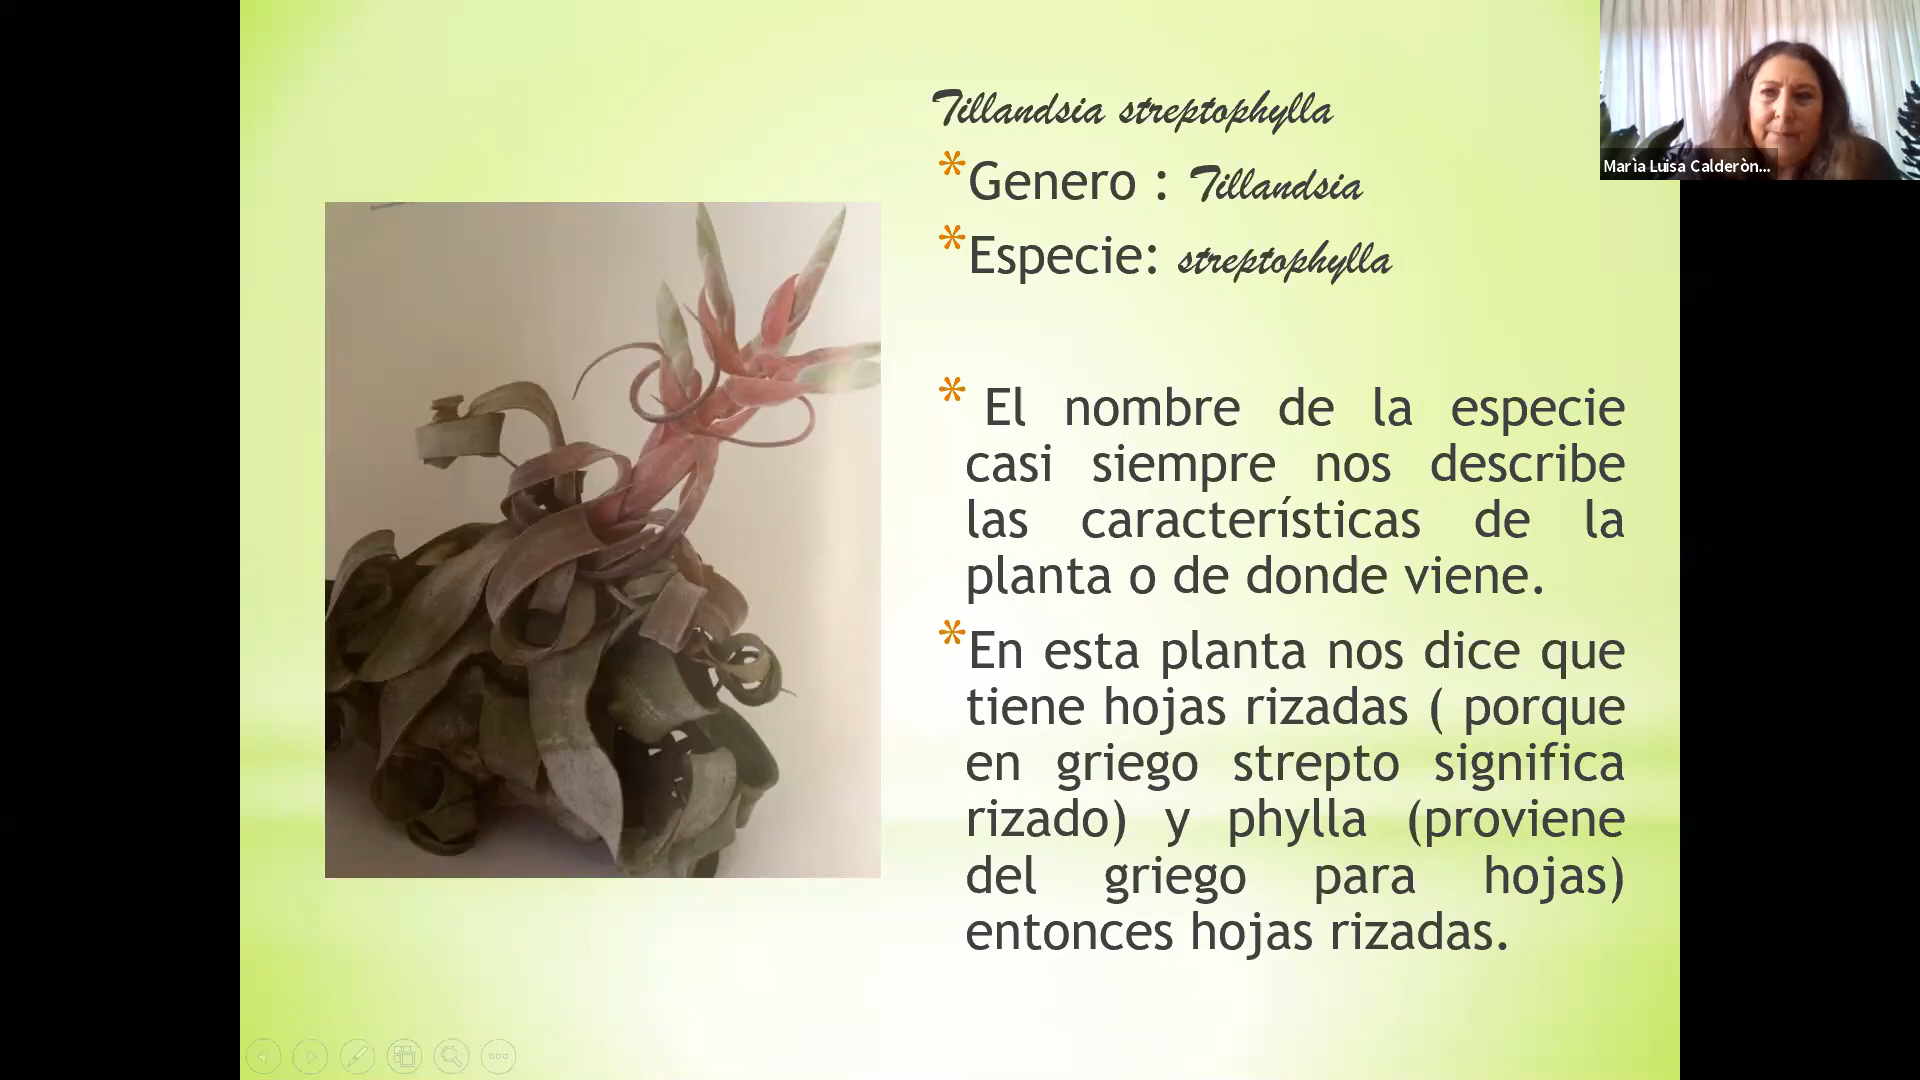 Tillandsia streptophylla
*Genero : Tillandsia
*Especie: streptophylla
* El nombre de la especie
casi siempre nos describe
las características de la
planta o de donde viene.
*En esta planta nos dice que
tiene hojas rizadas ( porque
en griego strepto significa
rizado) y phylla (proviene
del griego para hojas)
entonces hojas rizadas.
Marìa Luisa Calderòn...